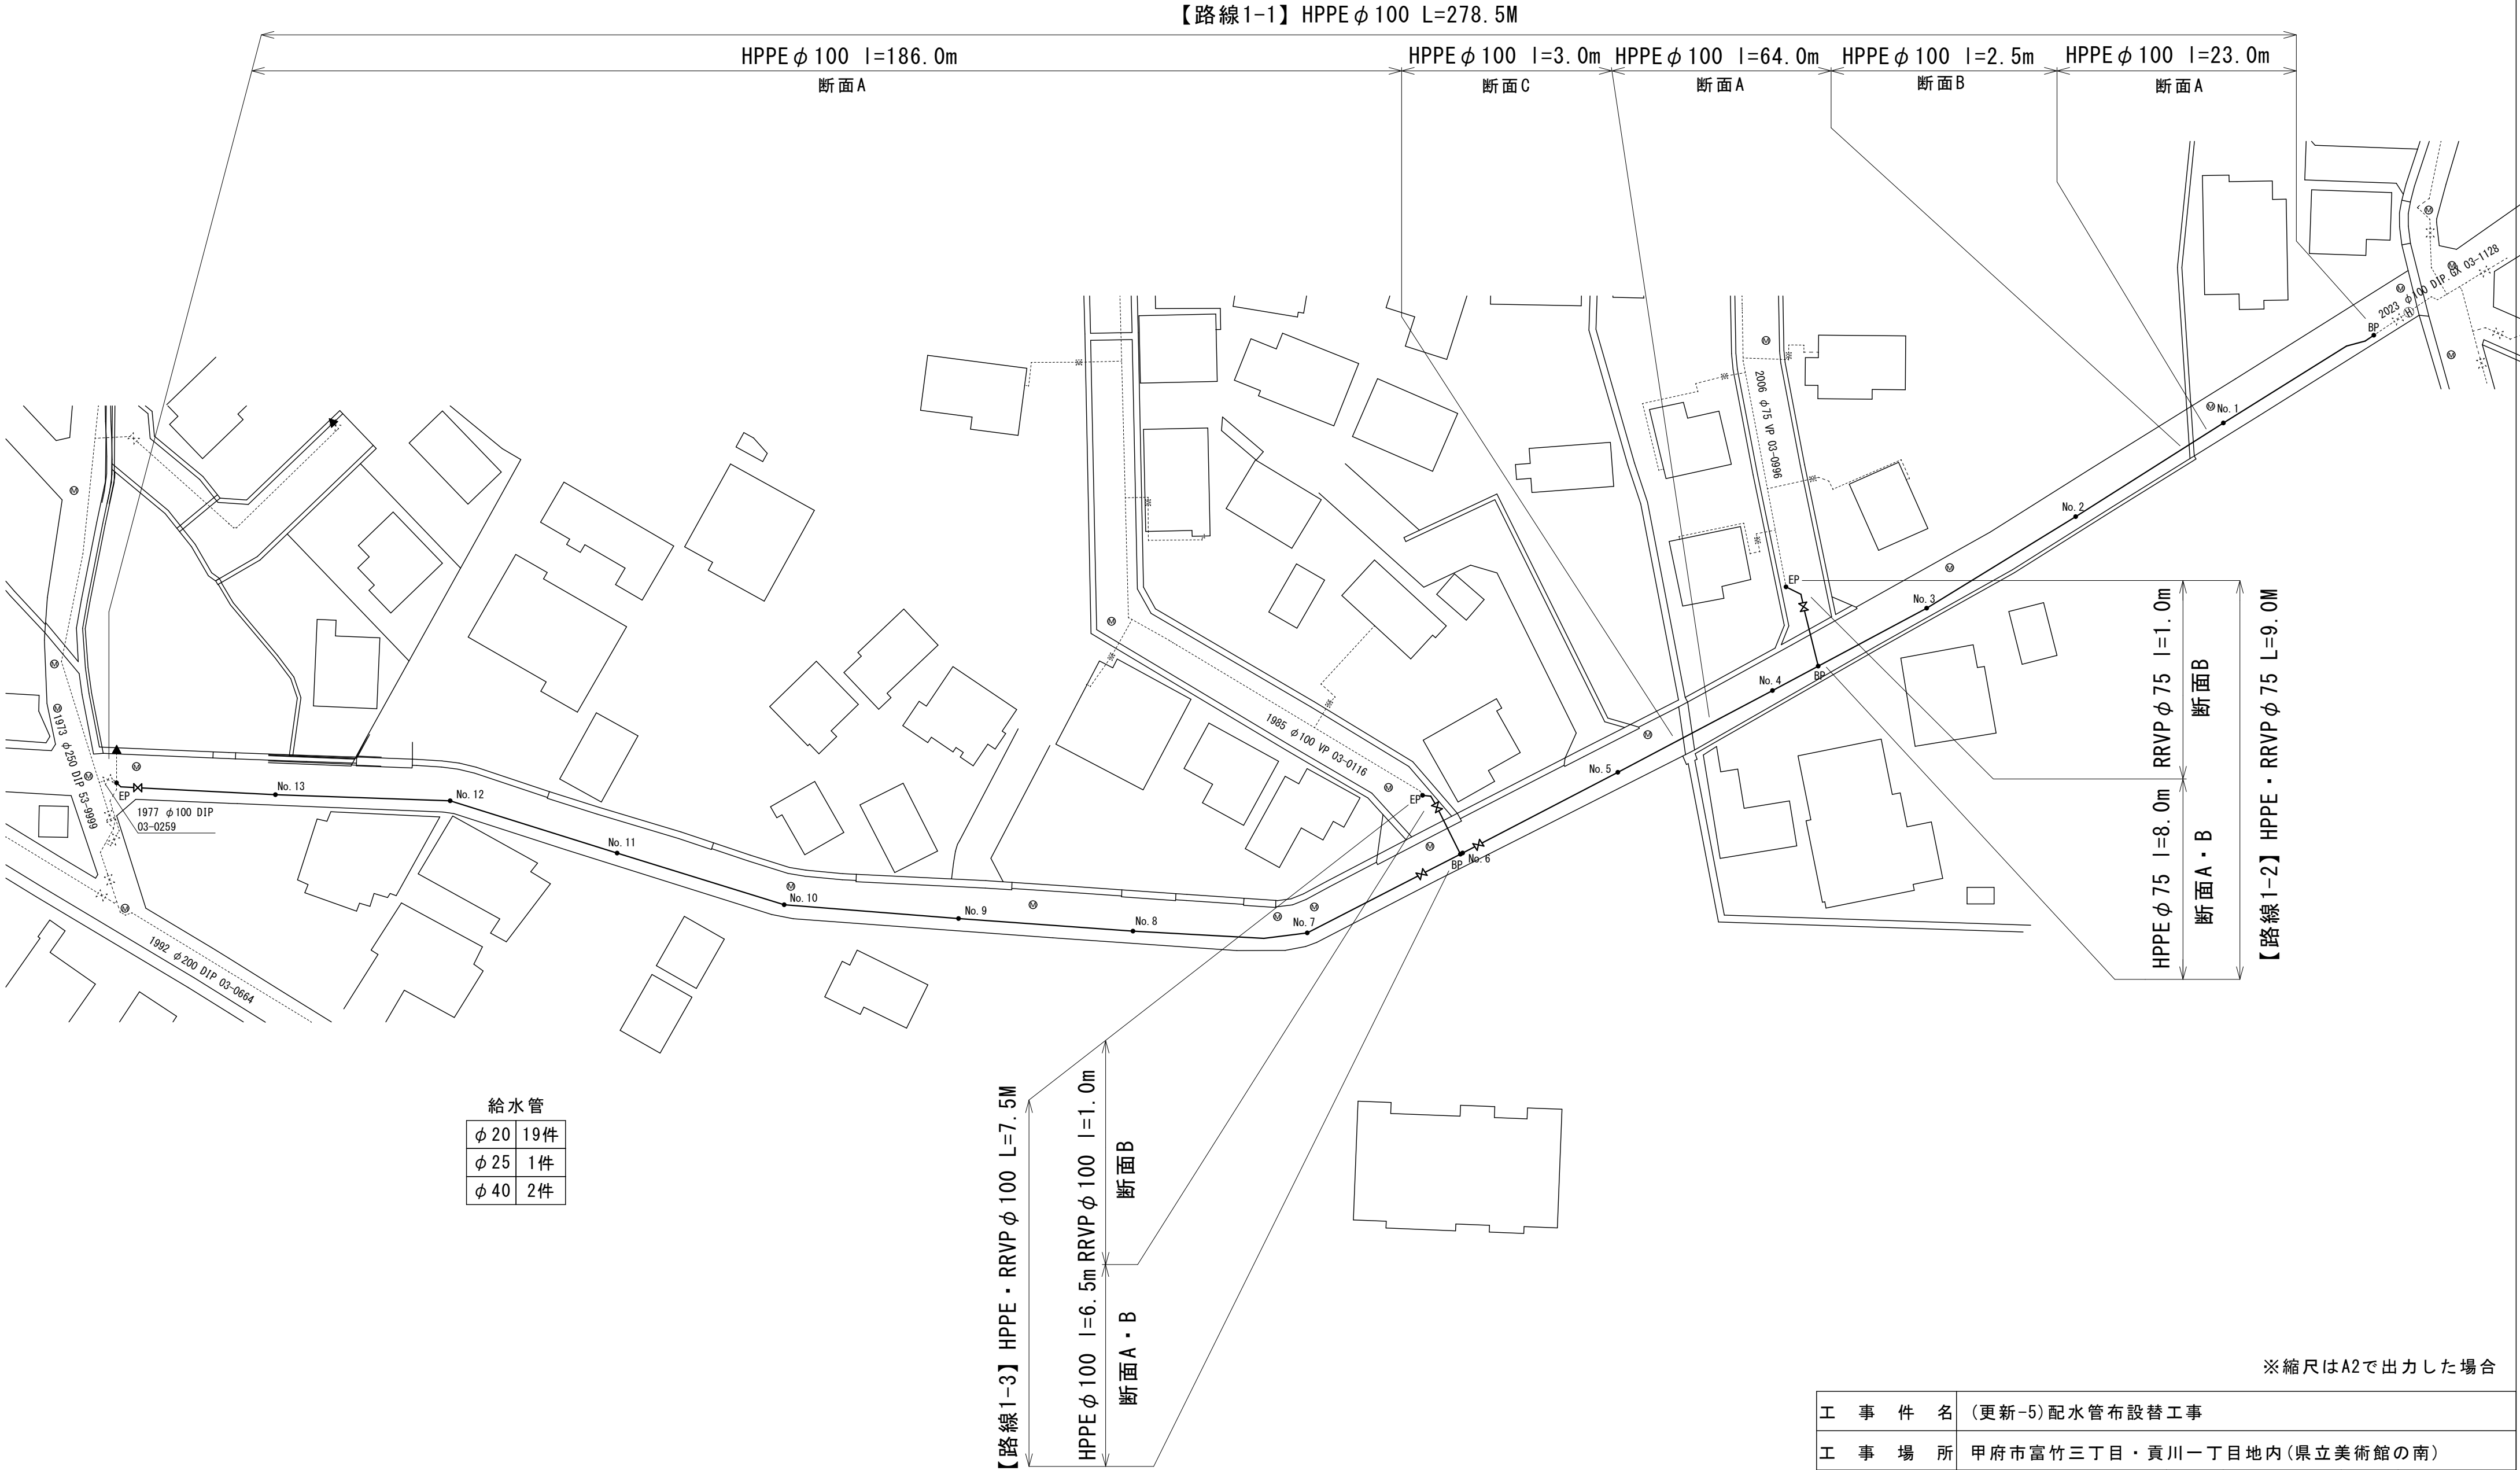 【路線1-1】HPPEφ100 L=278.5M
HPPEφ100 l=186.0m
断面A
HPPEφ100 l=3.0m
断面C
HPPEφ100 l=64.0m
断面A
HPPEφ100 l=2.5m
断面B
HPPEφ100 l=23.0m
断面A
2023 φ100 DIP.GX 03-1128
BP
No.1
No.2
No.3
2006 φ75 VP 03-0996
EP
BP
No.4
No.5
1985 φ100 VP 03-0116
EP
BP
No.6
No.7
No.8
No.9
No.10
No.11
No.12
No.13
EP
1977 φ100 DIP
03-0259
1973 φ250 DIP 53-9999
1992 φ200 DIP 03-0664
RRVPφ75 l=1.0m
断面B
HPPEφ75 l=8.0m
断面A・B
【路線1-2】HPPE・RRVPφ75 L=9.0M
【路線1-3】HPPE・RRVPφ100 L=7.5M
RRVPφ100 l=1.0m
断面B
HPPEφ100 l=6.5m
断面A・B
給水管
φ20 19件
φ25 1件
φ40 2件
※縮尺はA2で出力した場合
工事件名 (更新-5)配水管布設替工事
工事場所 甲府市富竹三丁目・貢川一丁目地内(県立美術館の南)